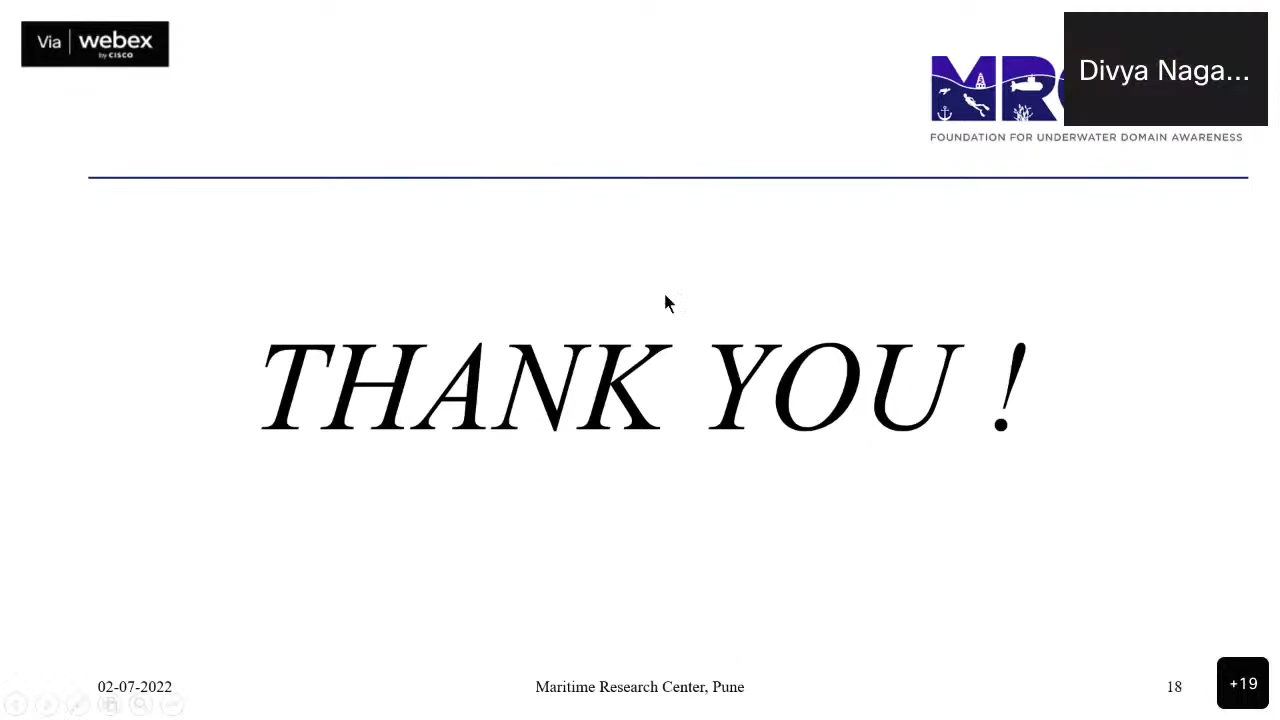 Via webex
by CISCO
Divya Naga...
FOUNDATION FOR UNDERWATER DOMAIN AWARENESS
THANK YOU !
02-07-2022
Maritime Research Center, Pune
18
+19